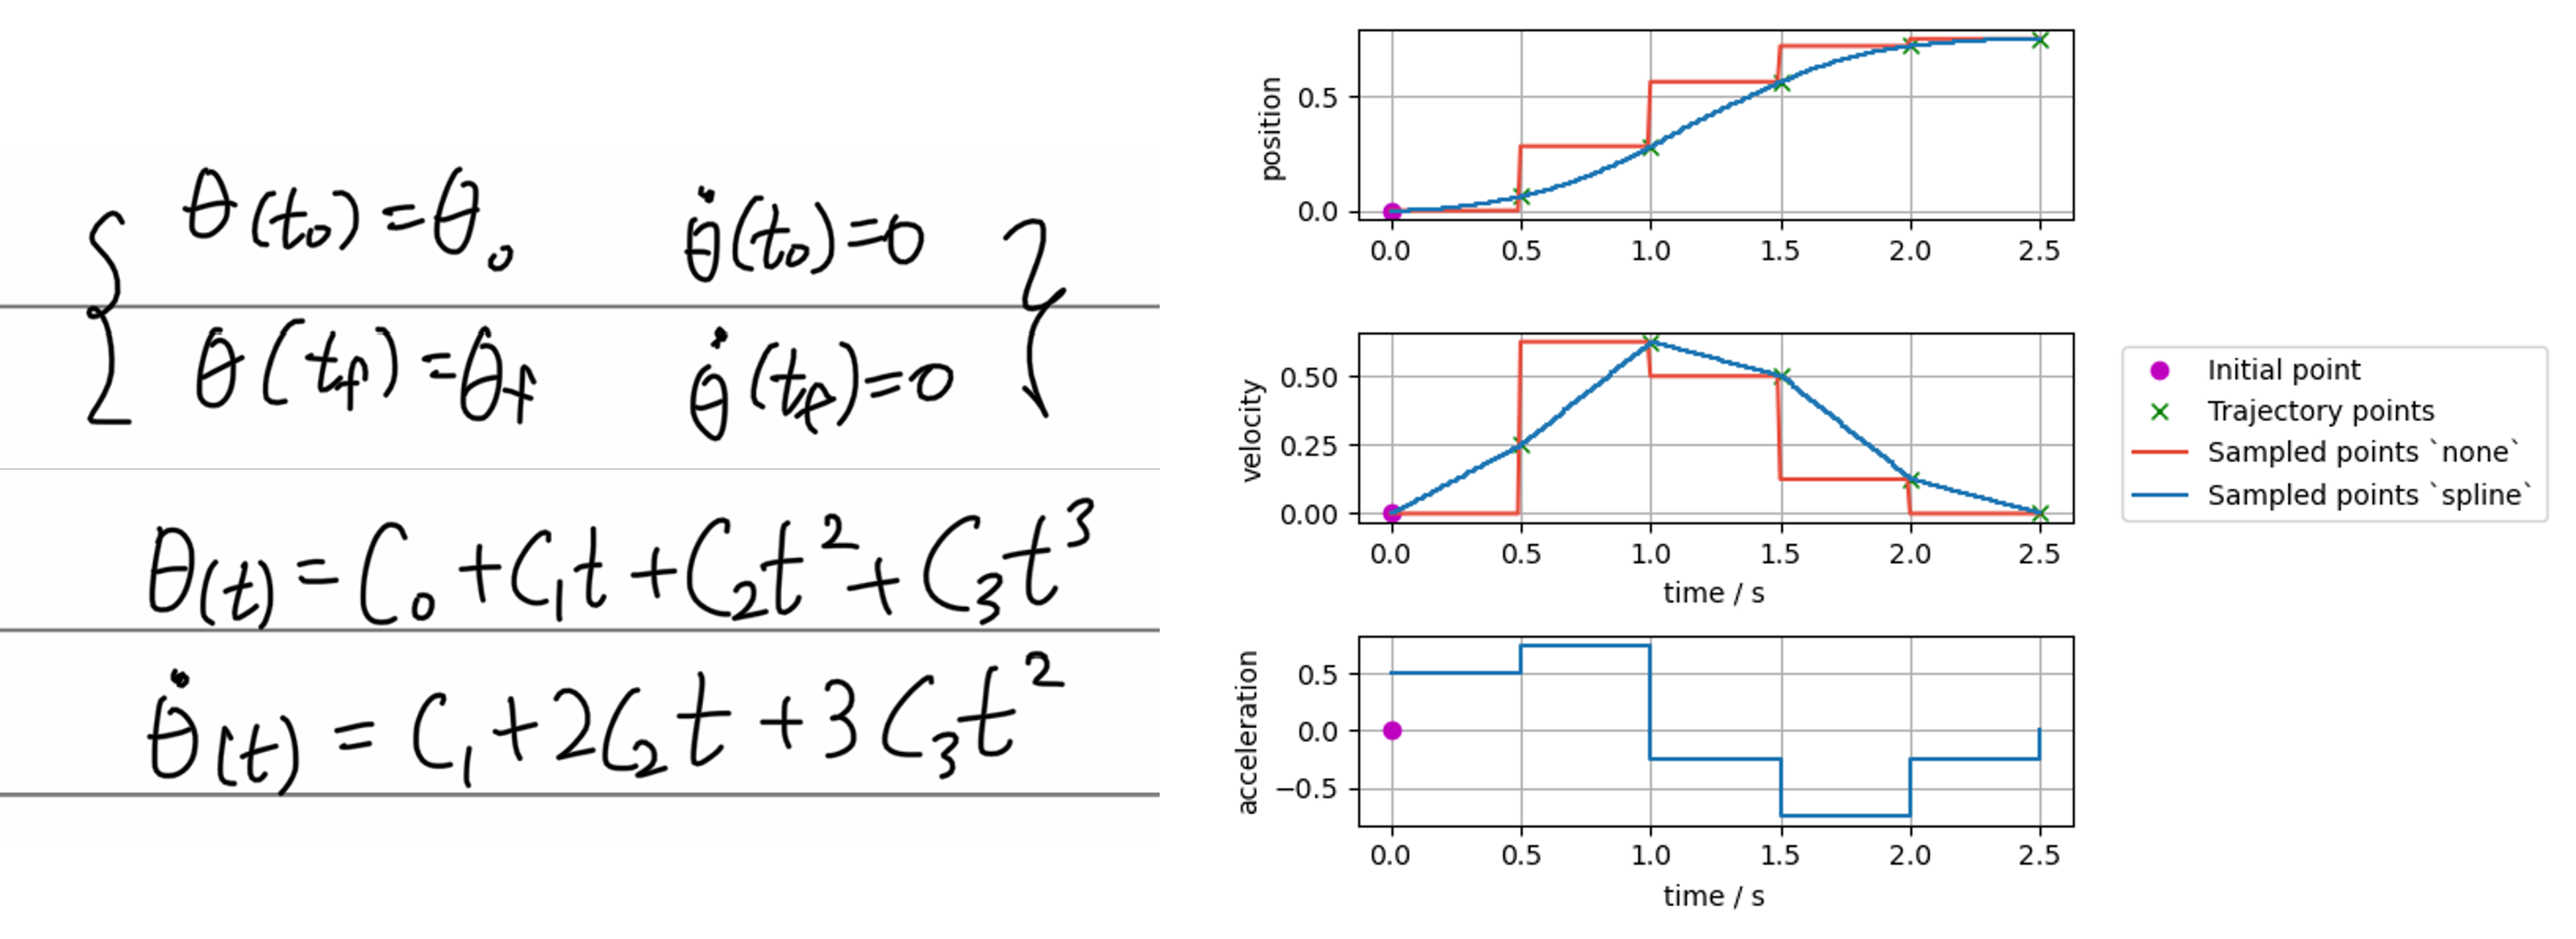 θ(t₀)=θ₀ θ̇(t₀)=0
θ(t_f)=θ_f θ̇(t_f)=0
θ(t)=C₀+C₁t+C₂t²+C₃t³
θ̇(t)=C₁+2C₂t+3C₃t²
position
0.5
0.0
0.0 0.5 1.0 1.5 2.0 2.5
velocity
0.50
0.25
0.00
0.0 0.5 1.0 1.5 2.0 2.5
time / s
acceleration
0.5
0.0
−0.5
0.0 0.5 1.0 1.5 2.0 2.5
time / s
Initial point
Trajectory points
Sampled points `none`
Sampled points `spline`